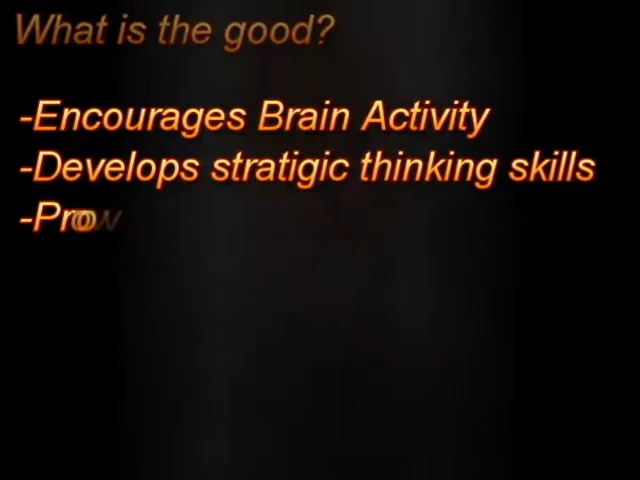 What is the good?
-Encourages Brain Activity
-Develops stratigic thinking skills
-Pro